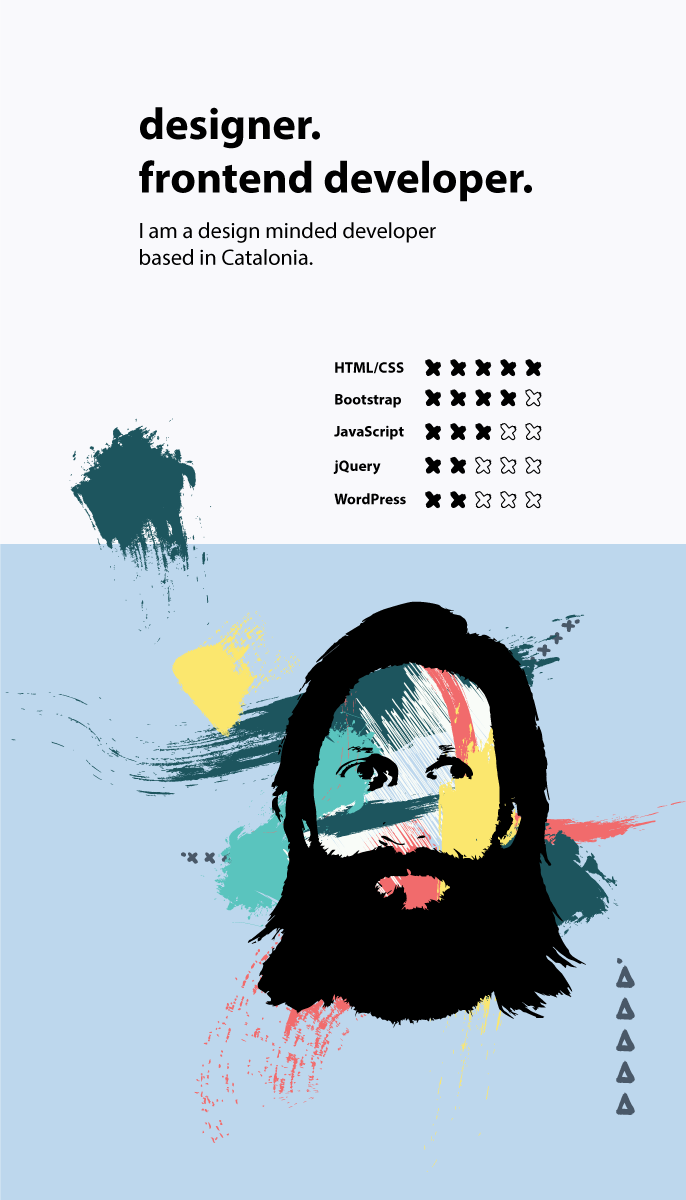 designer.
frontend developer.
I am a design minded developer
based in Catalonia.
HTML/CSS
Bootstrap
JavaScript
jQuery
WordPress